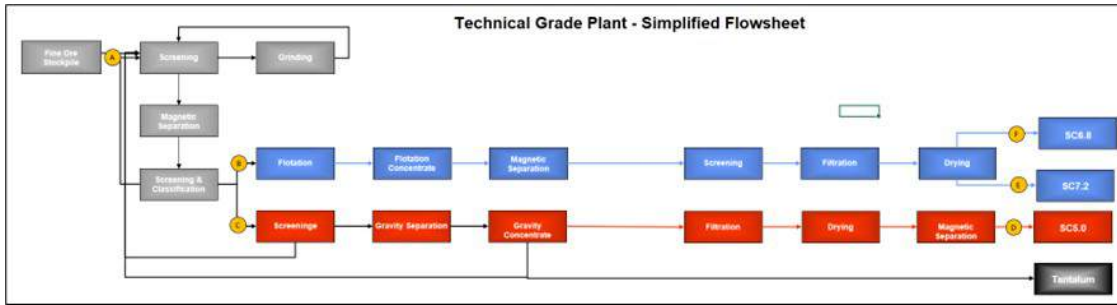 Technical Grade Plant - Simplified Flowsheet
Fine Ore
Stockpile
A
Screening
Grinding
Magnetic
Separation
Screening &
Classification
B
Flotation
Flotation
Concentrate
Magnetic
Separation
Screening
Filtration
Drying
F
SC6.8
E
SC7.2
C
Screeninge
Gravity Separation
Gravity
Concentrate
Filtration
Drying
Magnetic
Separation
D
SC5.0
Tantalum